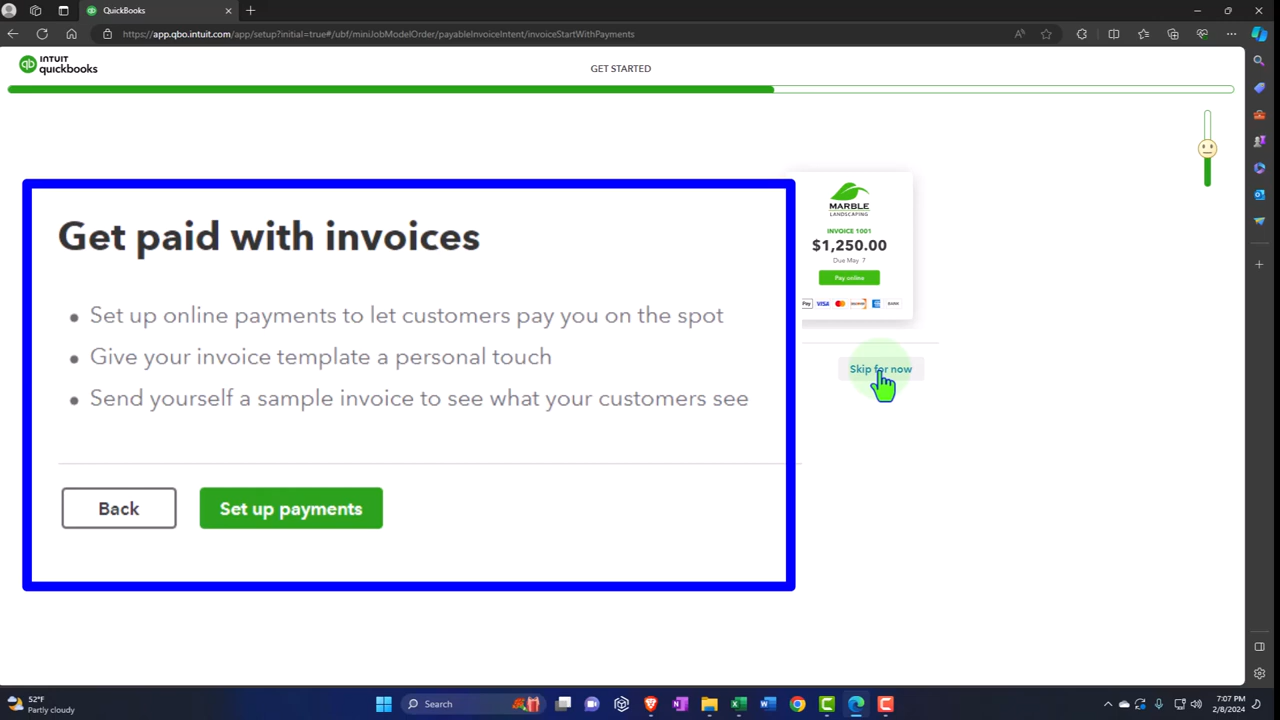 QuickBooks
https://app.qbo.intuit.com/app/setup?initial=true#/ubf/miniJobModelOrder/payableInvoiceIntent/invoiceStartWithPayments
INTUIT
quickbooks
GET STARTED
Get paid with invoices
• Set up online payments to let customers pay you on the spot
• Give your invoice template a personal touch
• Send yourself a sample invoice to see what your customers see
Back
Set up payments
MARBLE
LANDSCAPING
INVOICE 1001
$1,250.00
Due May 7
Pay online
Pay VISA DISCOVER BANK
Skip for now
52°F
Partly cloudy
Search
7:07 PM
2/8/2024